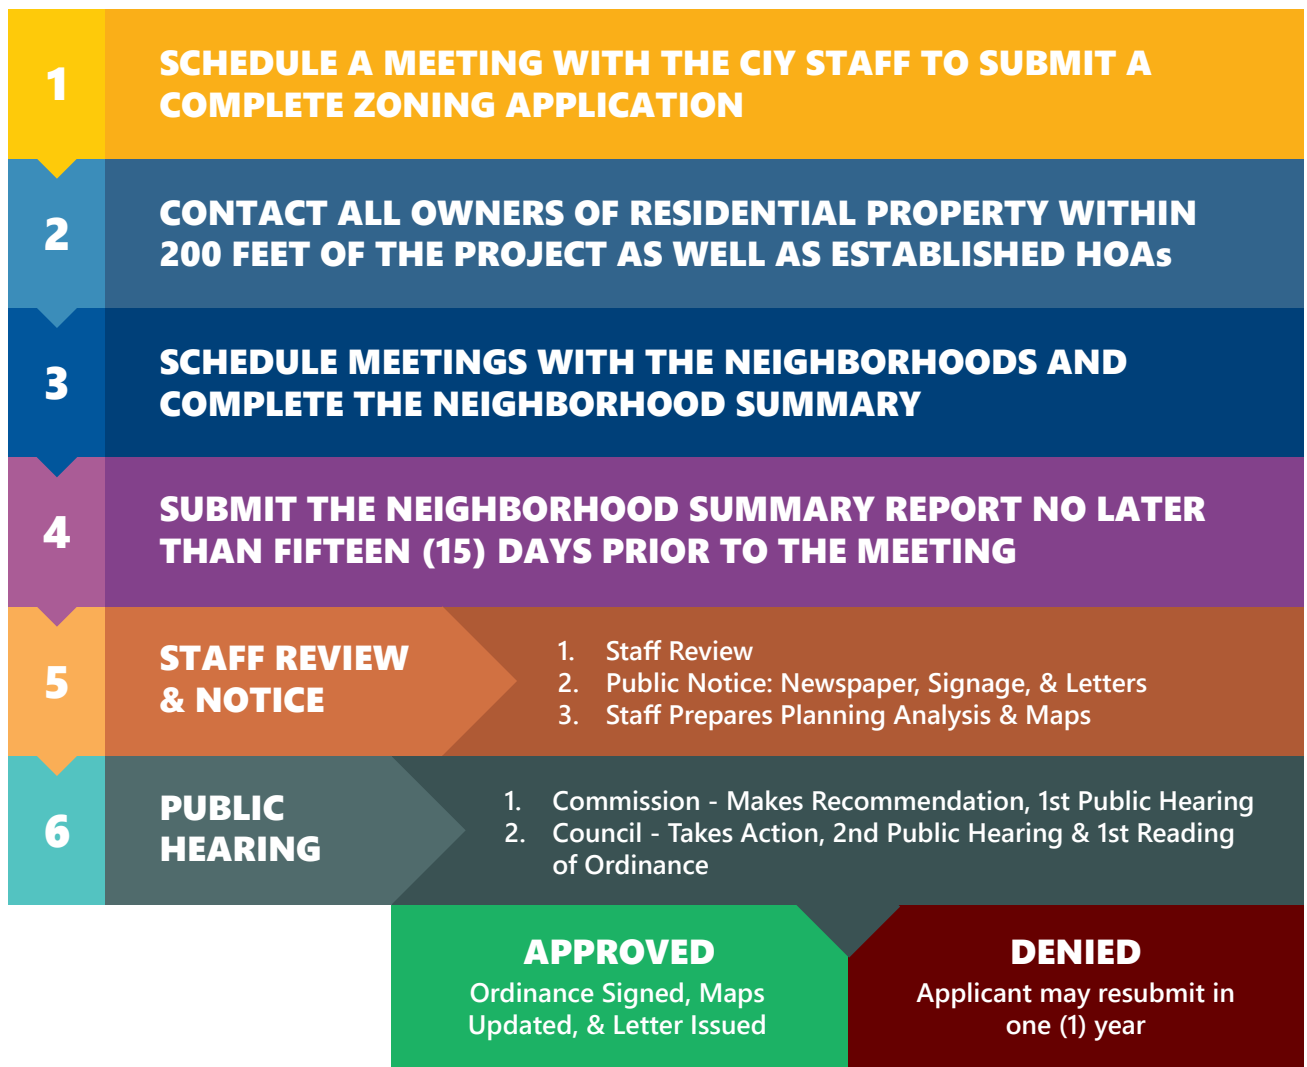 1
SCHEDULE A MEETING WITH THE CIY STAFF TO SUBMIT A
COMPLETE ZONING APPLICATION
2
CONTACT ALL OWNERS OF RESIDENTIAL PROPERTY WITHIN
200 FEET OF THE PROJECT AS WELL AS ESTABLISHED HOAs
3
SCHEDULE MEETINGS WITH THE NEIGHBORHOODS AND
COMPLETE THE NEIGHBORHOOD SUMMARY
4
SUBMIT THE NEIGHBORHOOD SUMMARY REPORT NO LATER
THAN FIFTEEN (15) DAYS PRIOR TO THE MEETING
5
STAFF REVIEW
& NOTICE
1. Staff Review
2. Public Notice: Newspaper, Signage, & Letters
3. Staff Prepares Planning Analysis & Maps
6
PUBLIC
HEARING
1. Commission - Makes Recommendation, 1st Public Hearing
2. Council - Takes Action, 2nd Public Hearing & 1st Reading
of Ordinance
APPROVED
Ordinance Signed, Maps
Updated, & Letter Issued
DENIED
Applicant may resubmit in
one (1) year